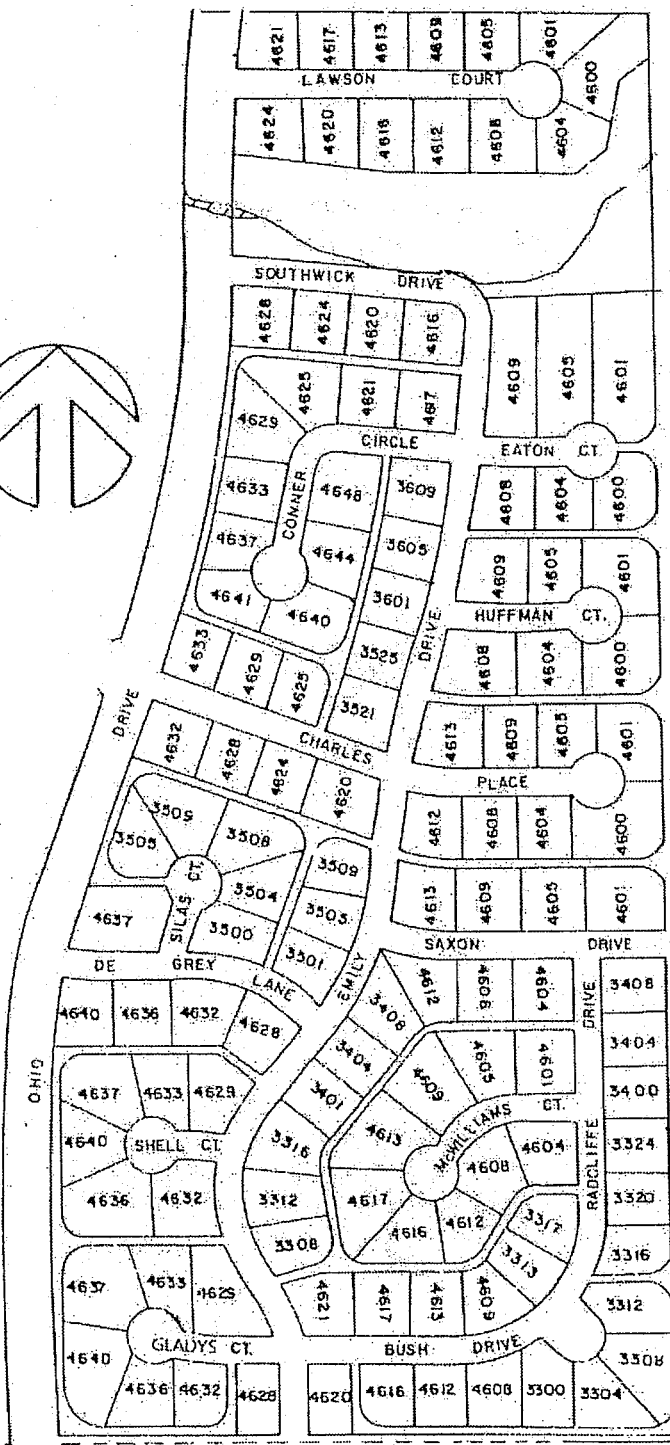 4621 4617 4613 4609 4605 4601
4600
LAWSON COURT
4624 4620 4616 4612 4608 4604
SOUTHWICK DRIVE
4628 4624 4620 4616
4609 4605 4601
4629 4625 4621 4617
CONNER CIRCLE
EATON CT.
4633 4648 3609
4608 4604 4600
4637 4644 3605
4609 4605 4601
4641 4640 3601
HUFFMAN CT.
DRIVE
4633 4629 4625 3525
4608 4604 4600
3521
4613 4609 4605 4601
DRIVE
CHARLES PLACE
4632 4628 4624 4620
4612 4608 4604 4600
3505 3509 3508 3509
4613 4609 4605 4601
SILAS CT.
3504 3505
4637 3500 3501
SAXON DRIVE
DE GREY LANE
EMILY
4612 4608 4604 3408
4640 4636 4632 4628
3408
DRIVE
3404
OHIO
3404
4609 4605 4601
3400
4637 4633 4629
3401
McWILLIAMS CT.
4640 SHELL CT.
3316 4613 4608 4604
3324
RADCLIFFE
4636 4632
3312 4617 4616 4612 3317
3320
3308 3313
3316
4637 4633 4629
4621 4617 4613 4609
3312
GLADYS CT.
BUSH DRIVE
4640 4636 4632 4628
4620 4616 4612 4608 3300 3304 3308